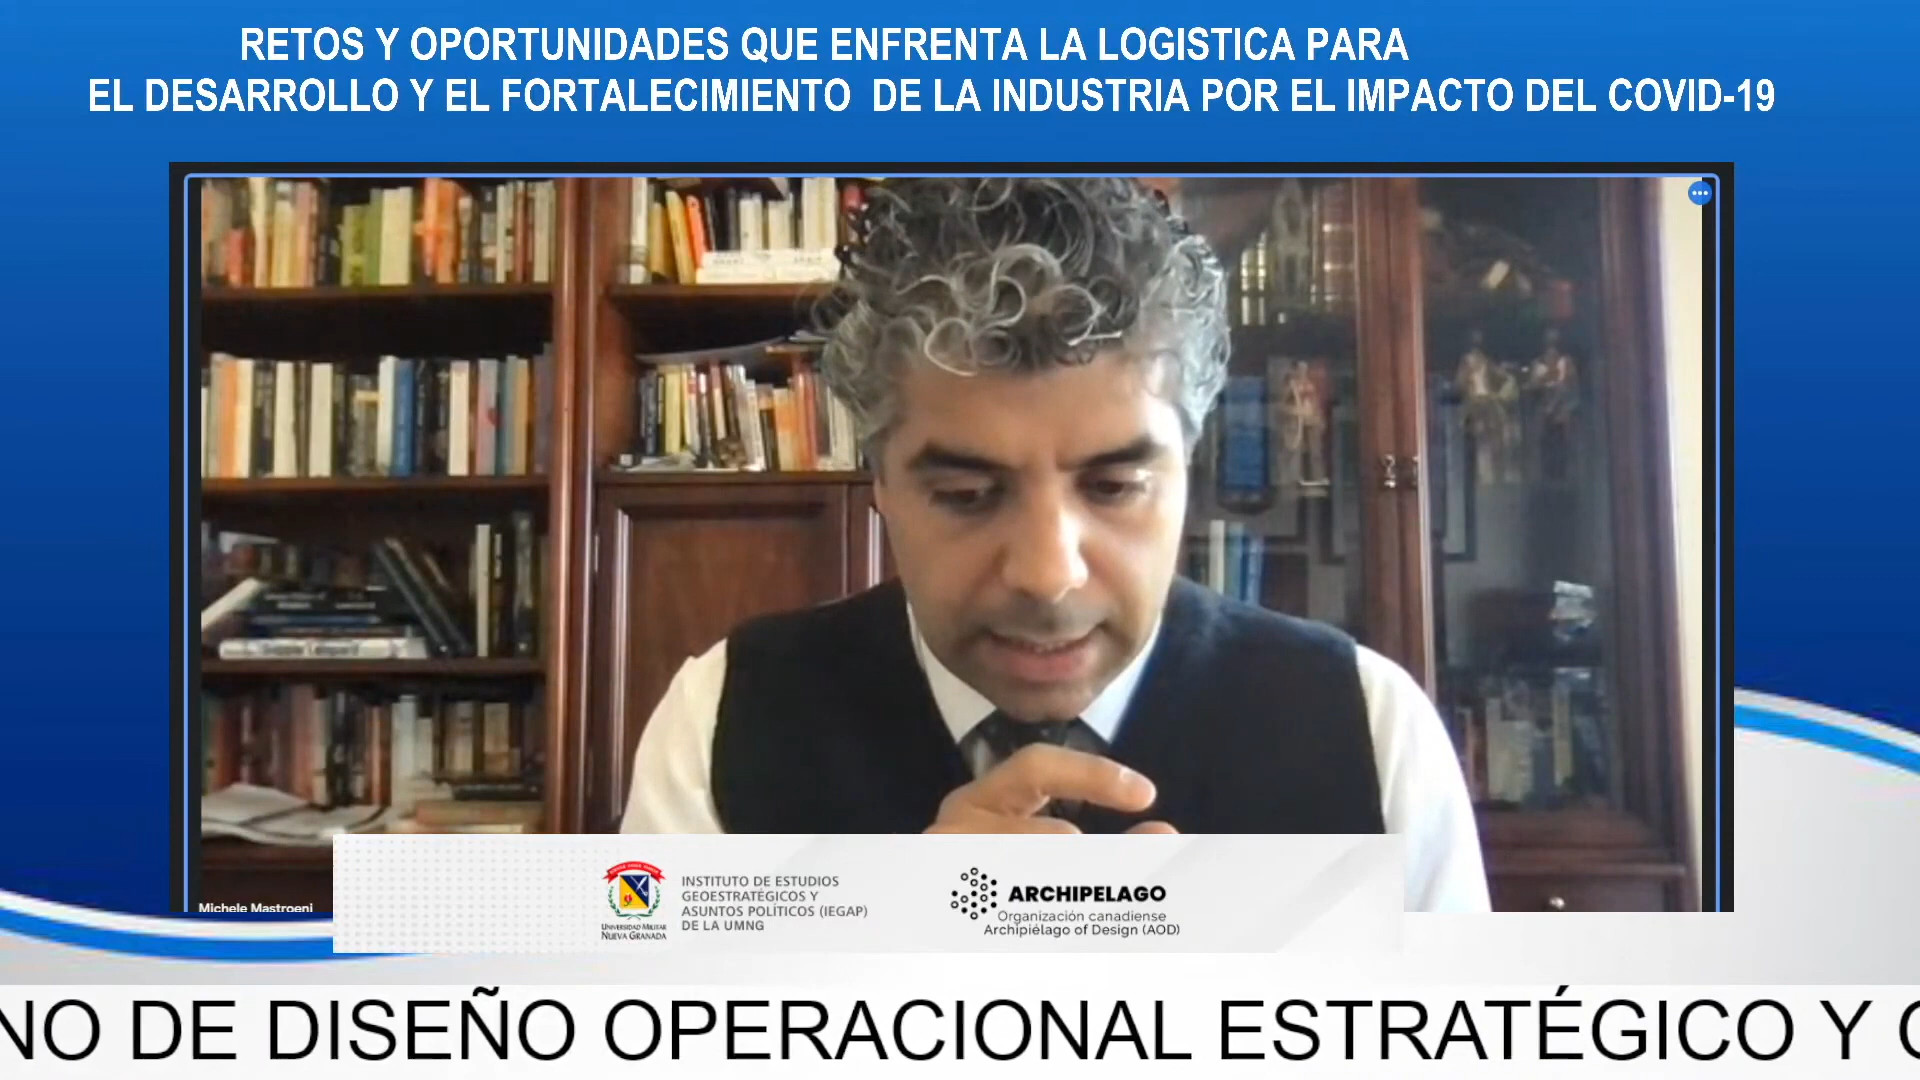 RETOS Y OPORTUNIDADES QUE ENFRENTA LA LOGISTICA PARA
EL DESARROLLO Y EL FORTALECIMIENTO DE LA INDUSTRIA POR EL IMPACTO DEL COVID-19
Michele Mastroeni
UNIVERSIDAD MILITAR
NUEVA GRANADA
INSTITUTO DE ESTUDIOS
GEOESTRATÉGICOS Y
ASUNTOS POLÍTICOS (IEGAP)
DE LA UMNG
ARCHIPELAGO
Organización canadiense
Archipiélago of Design (AOD)
NO DE DISEÑO OPERACIONAL ESTRATÉGICO Y